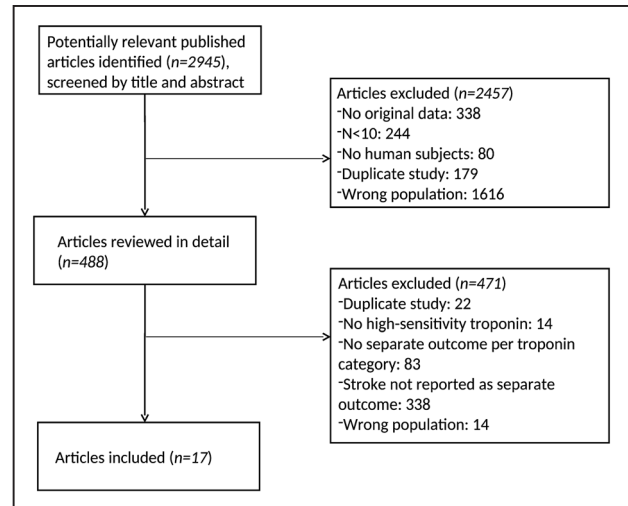 Potentially relevant published
articles identified (n=2945),
screened by title and abstract
Articles excluded (n=2457)
-No original data: 338
-N<10: 244
-No human subjects: 80
-Duplicate study: 179
-Wrong population: 1616
Articles reviewed in detail
(n=488)
Articles excluded (n=471)
-Duplicate study: 22
-No high-sensitivity troponin: 14
-No separate outcome per troponin
category: 83
-Stroke not reported as separate
outcome: 338
-Wrong population: 14
Articles included (n=17)